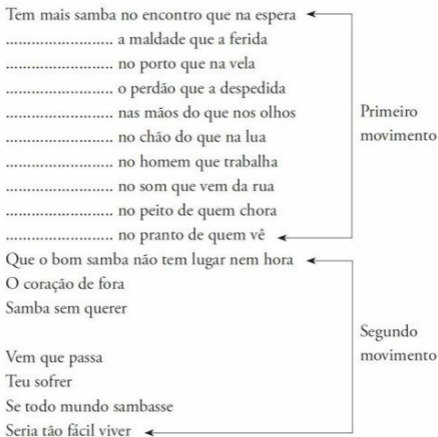 Tem mais samba no encontro que na espera
........................ a maldade que a ferida
........................ no porto que na vela
........................ o perdão que a despedida
........................ nas mãos do que nos olhos
........................ no chão do que na lua
........................ no homem que trabalha
........................ no som que vem da rua
........................ no peito de quem chora
........................ no pranto de quem vê
Que o bom samba não tem lugar nem hora
O coração de fora
Samba sem querer
Vem que passa
Teu sofrer
Se todo mundo sambasse
Seria tão fácil viver
Primeiro
movimento
Segundo
movimento